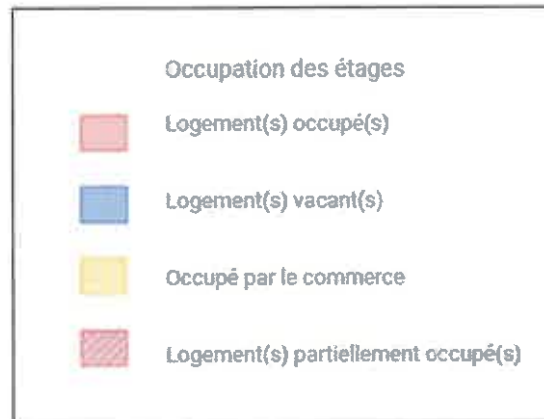 Occupation des étages
Logement(s) occupé(s)
Logement(s) vacant(s)
Occupé par le commerce
Logement(s) partiellement occupé(s)